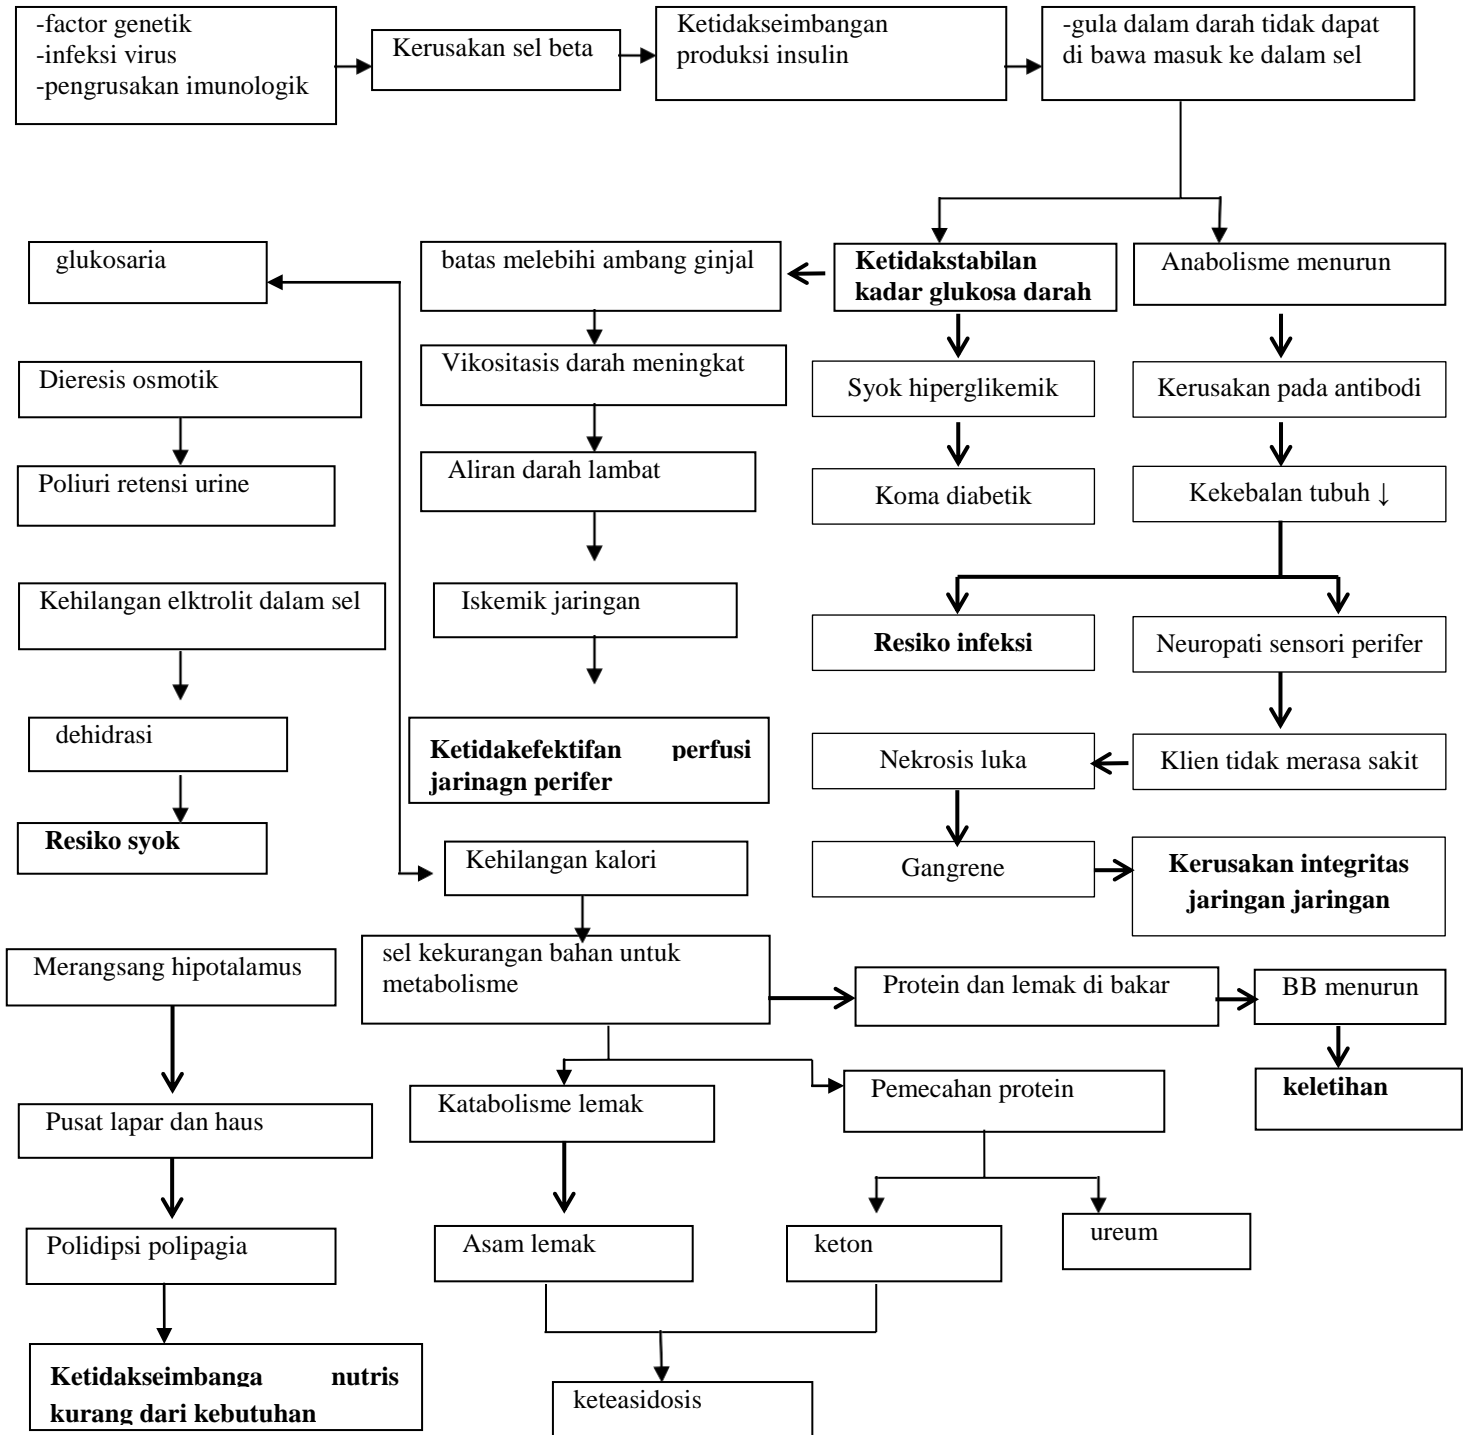 -factor genetik
-infeksi virus
-pengrusakan imunologik
Kerusakan sel beta
Ketidakseimbangan
produksi insulin
-gula dalam darah tidak dapat
di bawa masuk ke dalam sel
glukosaria
batas melebihi ambang ginjal
Ketidakstabilan
kadar glukosa darah
Anabolisme menurun
Dieresis osmotik
Vikositasis darah meningkat
Syok hiperglikemik
Kerusakan pada antibodi
Poliuri retensi urine
Aliran darah lambat
Koma diabetik
Kekebalan tubuh ↓
Kehilangan elktrolit dalam sel
Iskemik jaringan
Resiko infeksi
Neuropati sensori perifer
dehidrasi
Ketidakefektifan perfusi
jarinagn perifer
Nekrosis luka
Klien tidak merasa sakit
Resiko syok
Kehilangan kalori
Gangrene
Kerusakan integritas
jaringan jaringan
Merangsang hipotalamus
sel kekurangan bahan untuk
metabolisme
Protein dan lemak di bakar
BB menurun
Pusat lapar dan haus
Katabolisme lemak
Pemecahan protein
keletihan
Polidipsi polipagia
Asam lemak
keton
ureum
Ketidakseimbanga nutris
kurang dari kebutuhan
keteasidosis